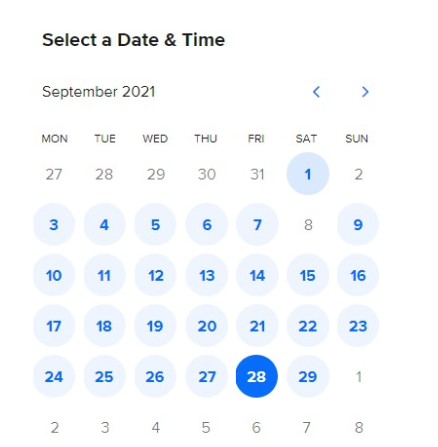 Select a Date & Time
September 2021
MON TUE WED THU FRI SAT SUN
27 28 29 30 31 1 2
3 4 5 6 7 8 9
10 11 12 13 14 15 16
17 18 19 20 21 22 23
24 25 26 27 28 29 1
2 3 4 5 6 7 8